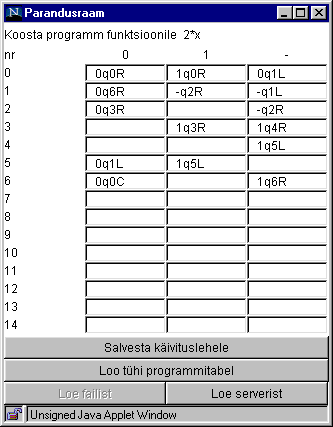 Parandusraam
Koosta programm funktsioonile 2*x
nr 0 1 -
0 0q0R 1q0R 0q1L
1 0q6R -q2R -q1L
2 0q3R -q2R
3 1q3R 1q4R
4 1q5L
5 0q1L 1q5L
6 0q0C 1q6R
7
8
9
10
11
12
13
14
Salvesta käivituslehele
Loo tühi programmitabel
Loe failist Loe serverist
Unsigned Java Applet Window